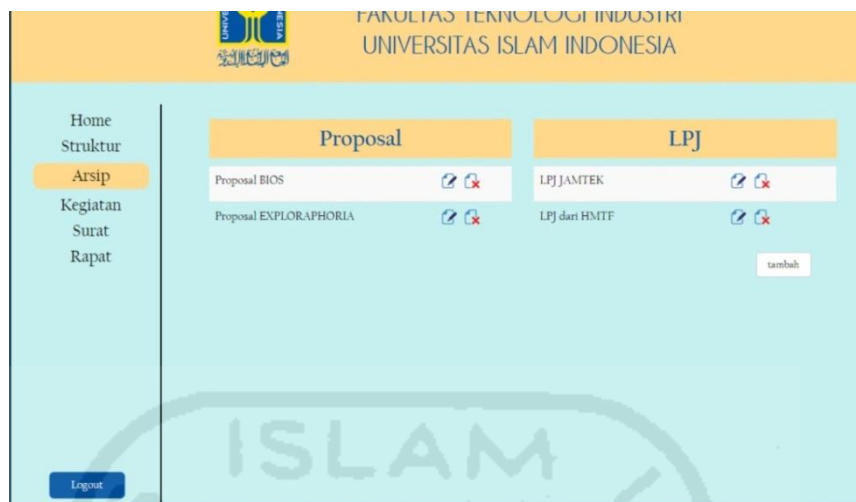 FAKULTAS TEKNOLOGI INDUSTRI
UNIVERSITAS ISLAM INDONESIA
Home
Struktur
Arsip
Kegiatan
Surat
Rapat
Logout
Proposal
Proposal BIOS
Proposal EXPLORAPHORIA
LPJ
LPJ JAMTEK
LPJ dari HMTF
tambah
ISLAM